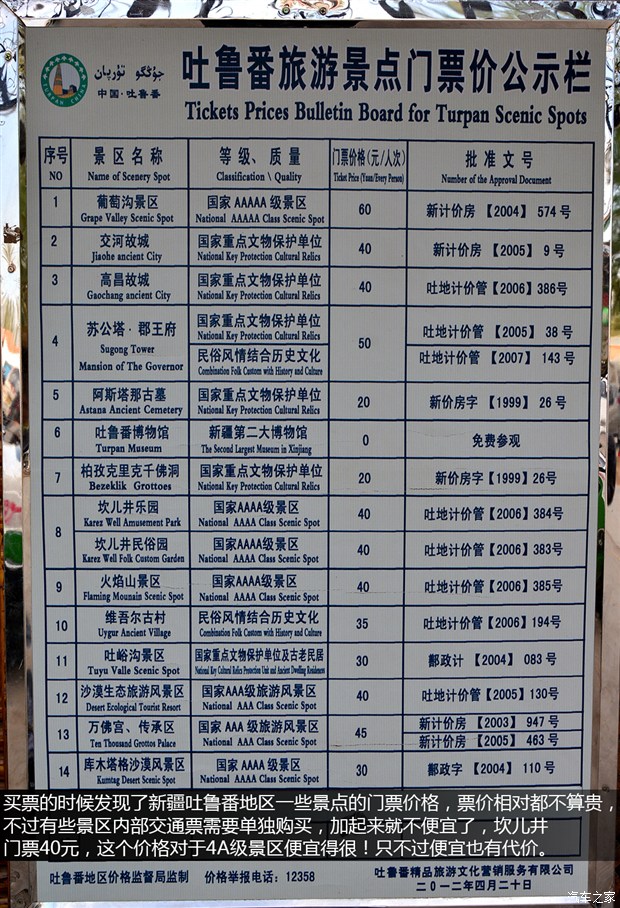 جۇڭگو تۇرپان
中国·吐鲁番
TURPAN CHINA
吐鲁番旅游景点门票价公示栏
Tickets Prices Bulletin Board for Turpan Scenic Spots
序号 景区名称 等级、质量 门票价格(元/人次) 批准文号
NO Name of Scenery Spot Classification \ Quality Ticket Price (Yuan/Every Person) Number of the Approval Document
1 葡萄沟景区 国家AAAAA级景区 60 新计价房【2004】574号
Grape Valley Scenic Spot National AAAAA Class Scenic Spot
2 交河故城 国家重点文物保护单位 40 新计价房【2005】9号
Jiaohe ancient City National Key Protection Cultural Relics
3 高昌故城 国家重点文物保护单位 40 吐地计价管【2006】386号
Gaochang ancient City National Key Protection Cultural Relics
4 苏公塔·郡王府 国家重点文物保护单位 50 吐地计价管【2005】38号
Sugong Tower National Key Protection Cultural Relics
Mansion of The Governor 民俗风情结合历史文化 吐地计价管【2007】143号
Combination Folk Custom with History and Culture
5 阿斯塔那古墓 国家重点文物保护单位 20 新价房字【1999】26号
Astana Ancient Cemetery National Key Protection Cultural Relics
6 吐鲁番博物馆 新疆第二大博物馆 0 免费参观
Turpan Museum The Second Largest Museum in Xinjiang
7 柏孜克里克千佛洞 国家重点文物保护单位 20 新价房字【1999】26号
Bezeklik Grottoes National Key Protection Cultural Relics
8 坎儿井乐园 国家AAAA级景区 40 吐地计价管【2006】384号
Karez Well Amusement Park National AAAA Class Scenic Spot
坎儿井民俗园 国家AAAA级景区 40 吐地计价管【2006】383号
Karez Well Folk Custom Garden National AAAA Class Scenic Spot
9 火焰山景区 国家AAAA级景区 40 吐地计价管【2006】385号
Flaming Mounain Scenic Spot National AAAA Class Scenic Spot
10 维吾尔古村 民俗风情结合历史文化 35 吐地计价管【2006】194号
Uygur Ancient Village Combination Folk Custom with History and Culture
11 吐峪沟景区 国家重点文物保护单位及古老民居 30 鄯政计【2004】083号
Tuyu Valle Scenic Spot National Key Cultural Relics Protection Unit and Ancient Dwelling Residences
12 沙漠生态旅游风景区 国家AAA级旅游风景区 40 吐地计价管【2005】130号
Desert Ecological Tourist Resort National AAA Class Scenic Spot
13 万佛宫、传承区 国家AAA级旅游风景区 45 新计价房【2003】947号
Ten Thousand Grottos Palace National AAA Class Scenic Spot 新计价房【2005】463号
14 库木塔格沙漠风景区 国家AAAA级景区 30 鄯政字【2004】110号
Kumtag Desert Scenic Spot National AAAA Class Scenic Spot
买票的时候发现了新疆吐鲁番地区一些景点的门票价格，票价相对都不算贵，
不过有些景区内部交通票需要单独购买，加起来就不便宜了，坎儿井
门票40元，这个价格对于4A级景区便宜得很！只不过便宜也有代价。
吐鲁番地区价格监督局监制 价格举报电话：12358 吐鲁番精品旅游文化营销服务有限公司
二0一二年四月二十日
汽车之家